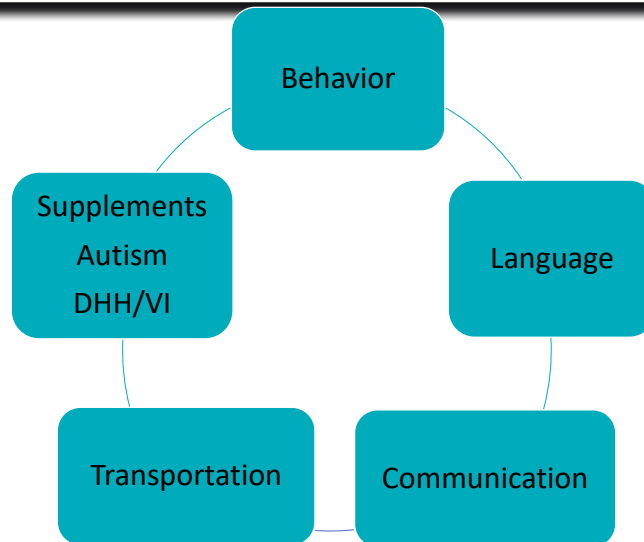 Behavior
Supplements
Autism
DHH/VI
Language
Transportation
Communication